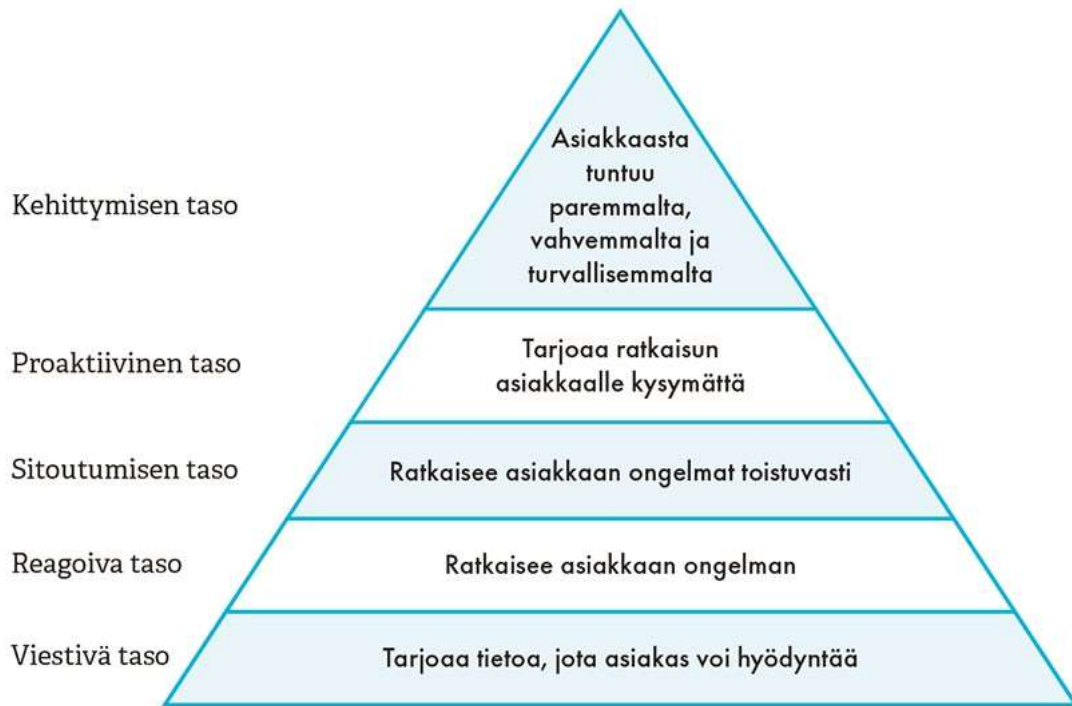 Kehittymisen taso
Asiakkaasta
tuntuu
paremmalta,
vahvemmalta ja
turvallisemmalta
Proaktiivinen taso
Tarjoaa ratkaisun
asiakkaalle kysymättä
Sitoutumisen taso
Ratkaisee asiakkaan ongelmat toistuvasti
Reagoiva taso
Ratkaisee asiakkaan ongelman
Viestivä taso
Tarjoaa tietoa, jota asiakas voi hyödyntää